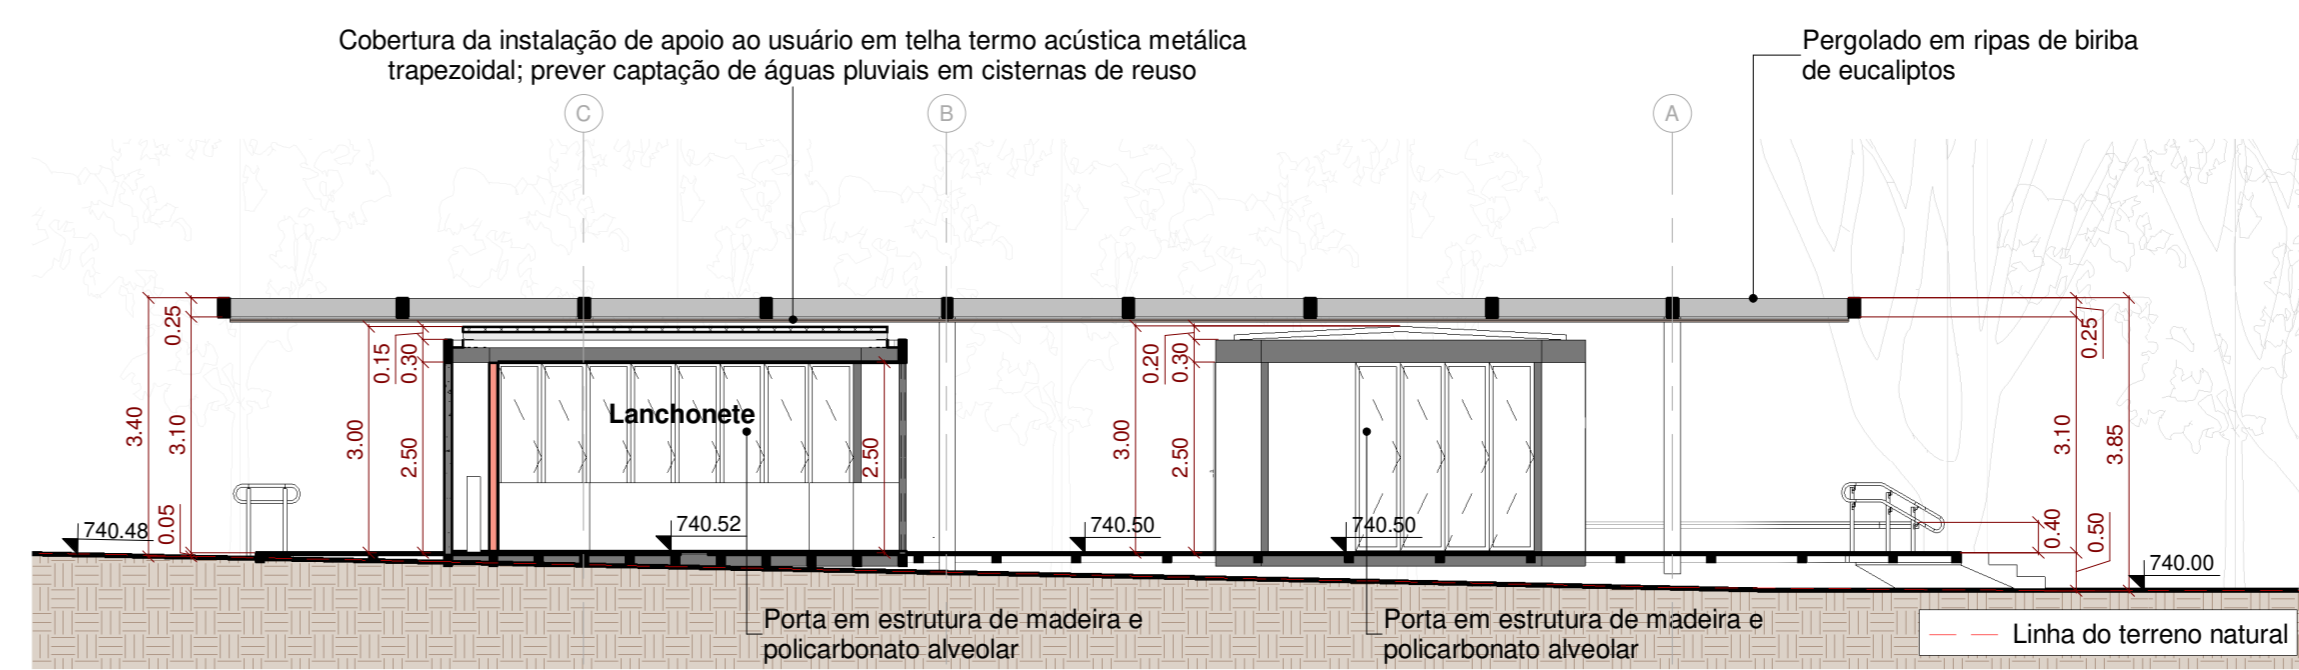 Cobertura da instalação de apoio ao usuário em telha termo acústica metálica
trapezoidal; prever captação de águas pluviais em cisternas de reuso
Pergolado em ripas de biriba
de eucaliptos
C
B
A
0.25
0.15
0.30
3.40
3.10
3.00
2.50
0.05
Lanchonete
2.50
0.20
0.30
3.00
2.50
0.25
3.10
3.85
0.40
0.50
740.48
740.52
740.50
740.50
740.00
Porta em estrutura de madeira e
policarbonato alveolar
Porta em estrutura de madeira e
policarbonato alveolar
Linha do terreno natural